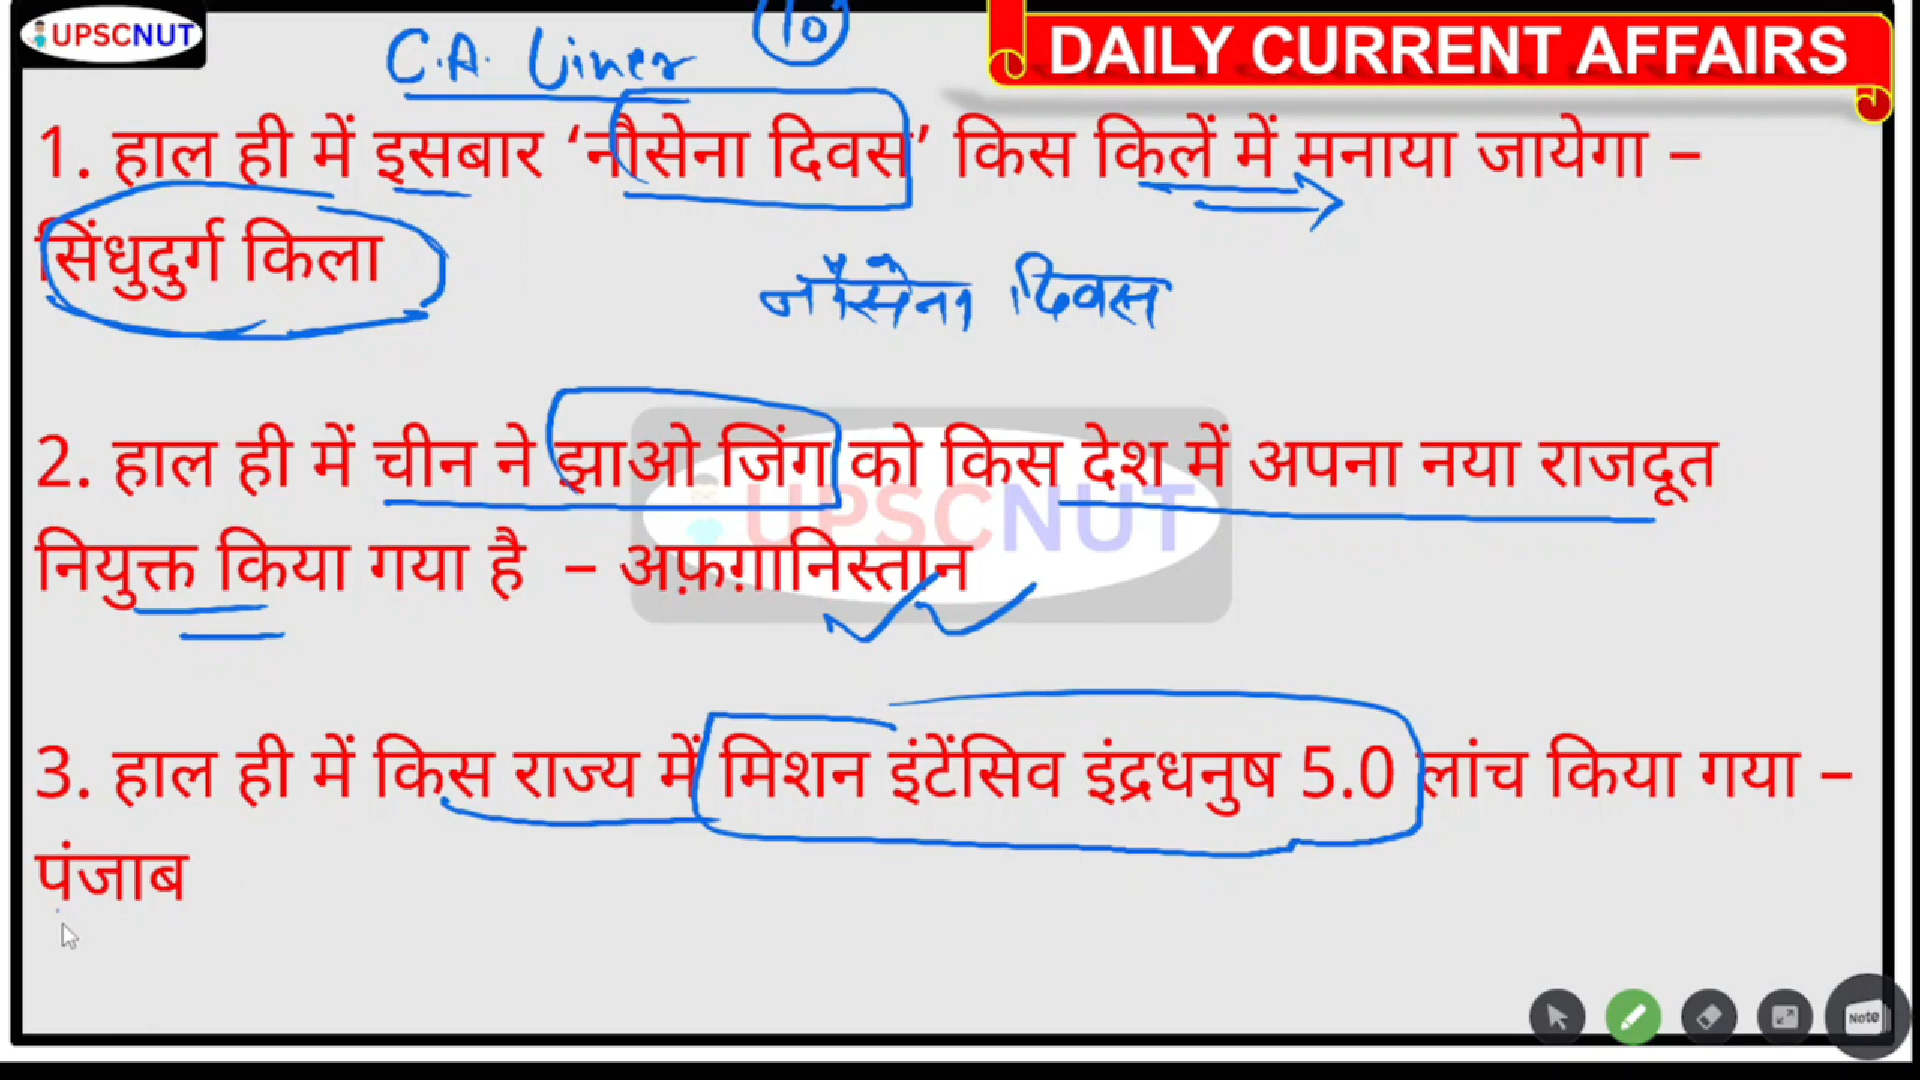 UPSCNUT
C.A. Liner
10
DAILY CURRENT AFFAIRS
1. हाल ही में इसबार ‘नौसेना दिवस’ किस किलें में मनाया जायेगा –
सिंधुदुर्ग किला
नौसेना दिवस
2. हाल ही में चीन ने झाओ जिंग को किस देश में अपना नया राजदूत
UPSCNUT
नियुक्त किया गया है – अफ़ग़ानिस्तान
3. हाल ही में किस राज्य में मिशन इंटेंसिव इंद्रधनुष 5.0 लांच किया गया –
पंजाब
Note